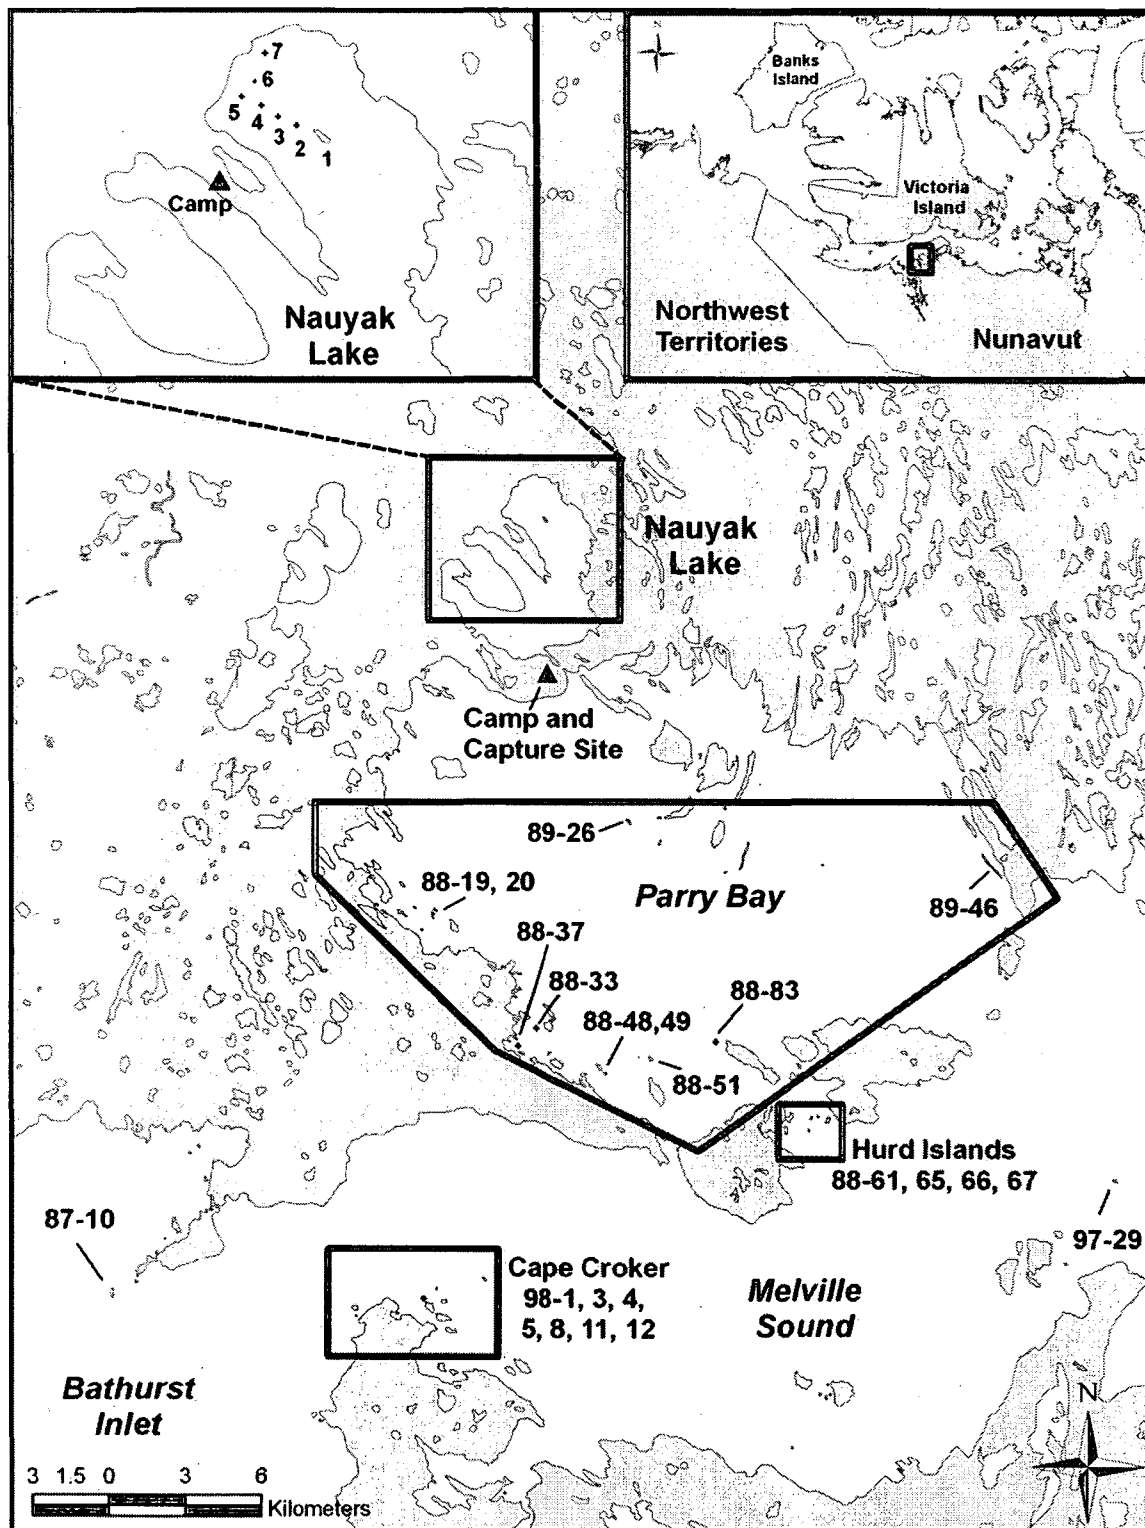 7
6
5
4
3
2
1
Camp
Nauyak
Lake
N
Banks
Island
Victoria
Island
Northwest
Territories
Nunavut
Nauyak
Lake
Camp and
Capture Site
89-26
88-19, 20
Parry Bay
89-46
88-37
88-33
88-83
88-48,49
88-51
Hurd Islands
88-61, 65, 66, 67
87-10
97-29
Cape Croker
98-1, 3, 4,
5, 8, 11, 12
Melville
Sound
Bathurst
Inlet
N
3 1.5 0 3 6
Kilometers